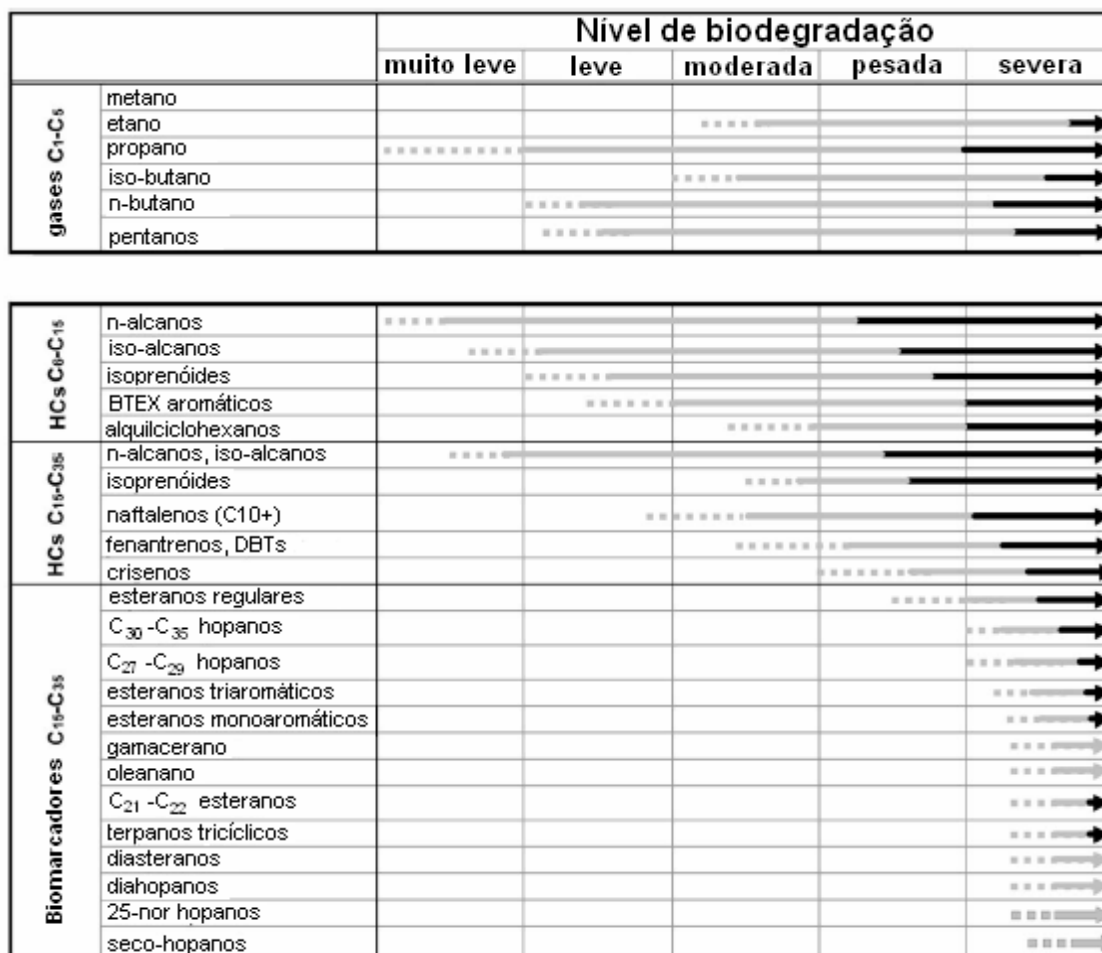 Nível de biodegradação
muito leve leve moderada pesada severa
gases C1-C5
metano
etano
propano
iso-butano
n-butano
pentanos
HCs C6-C15
n-alcanos
iso-alcanos
isoprenóides
BTEX aromáticos
alquilciclohexanos
HCs C15-C35
n-alcanos, iso-alcanos
isoprenóides
naftalenos (C10+)
fenantrenos, DBTs
crisenos
Biomarcadores C15-C35
esteranos regulares
C30 -C35 hopanos
C27 -C29 hopanos
esteranos triaromáticos
esteranos monoaromáticos
gamacerano
oleanano
C21 -C22 esteranos
terpanos tricíclicos
diasteranos
diahopanos
25-nor hopanos
seco-hopanos